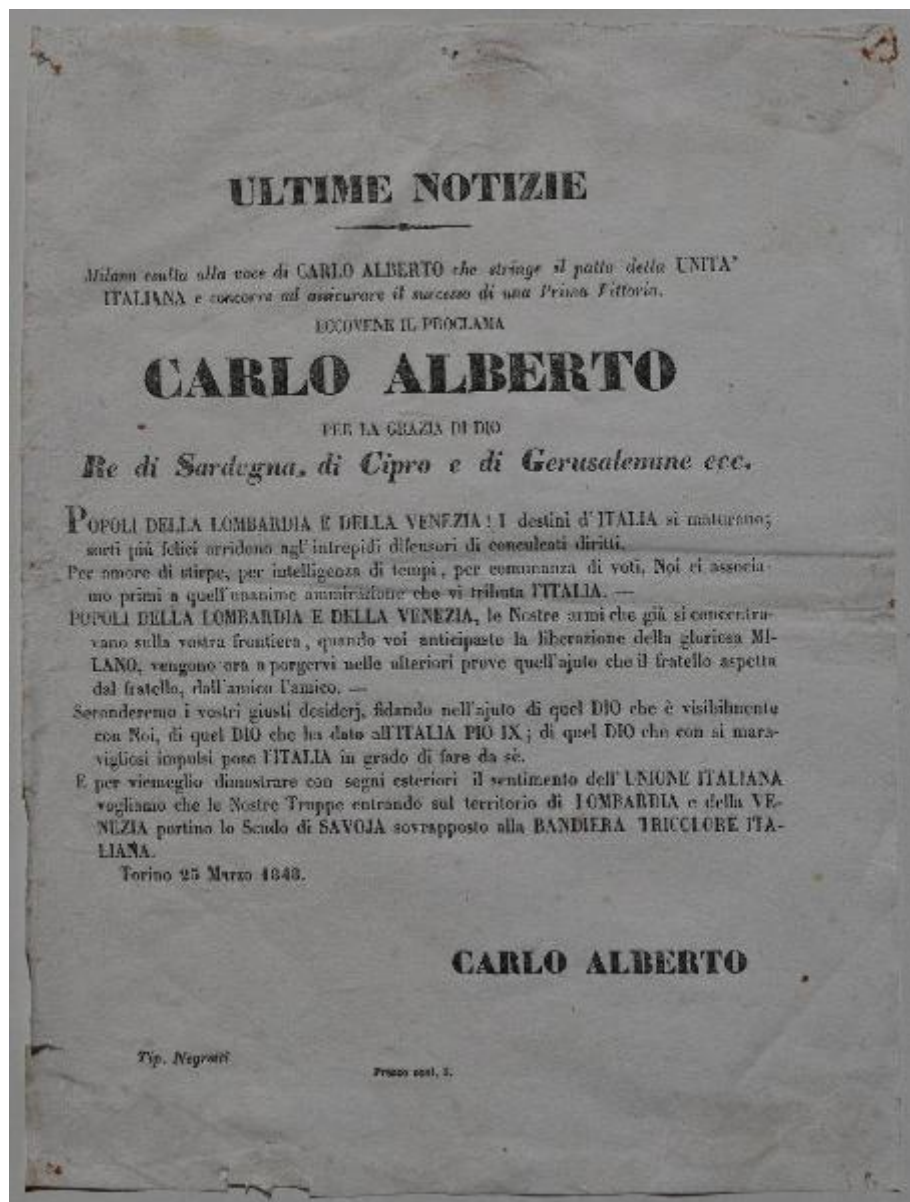 ULTIME NOTIZIE
Milano esulta alla voce di CARLO ALBERTO che stringe il patto della UNITA'
ITALIANA e concorre ad assicurare il successo di una Prima Vittoria.
ECCOVENE IL PROCLAMA
CARLO ALBERTO
PER LA GRAZIA DI DIO
Re di Sardegna, di Cipro e di Gerusalemme ecc.
POPOLI DELLA LOMBARDIA E DELLA VENEZIA! I destini d'ITALIA si maturano;
sorti più felici arridono agl'intrepidi difensori di conculcati diritti.
Per amore di stirpe, per intelligenza di tempi, per comunanza di voti, Noi ci associa-
mo primi a quell'unanime ammirazione che vi tributa l'ITALIA. —
POPOLI DELLA LOMBARDIA E DELLA VENEZIA, le Nostre armi che già si concentra-
vano sulla vostra frontiera, quando voi anticipaste la liberazione della gloriosa MI-
LANO, vengono ora a porgervi nelle ulteriori prove quell'ajuto che il fratello aspetta
dal fratello, dall'amico l'amico. —
Seconderemo i vostri giusti desiderj, fidando nell'ajuto di quel DIO che è visibilmente
con Noi, di quel DIO che ha dato all'ITALIA PIO IX; di quel DIO che con si mara-
vigliosi impulsi pose l'ITALIA in grado di fare da sè.
E per viemeglio dimostrare con segni esteriori il sentimento dell'UNIONE ITALIANA
vogliamo che le Nostre Truppe entrando sul territorio di LOMBARDIA e della VE-
NEZIA portino lo Scudo di SAVOJA sovrapposto alla BANDIERA TRICOLORE ITA-
LIANA.
Torino 23 Marzo 1848.
CARLO ALBERTO
Tip. Negrotti
Prezzo cent. 5.